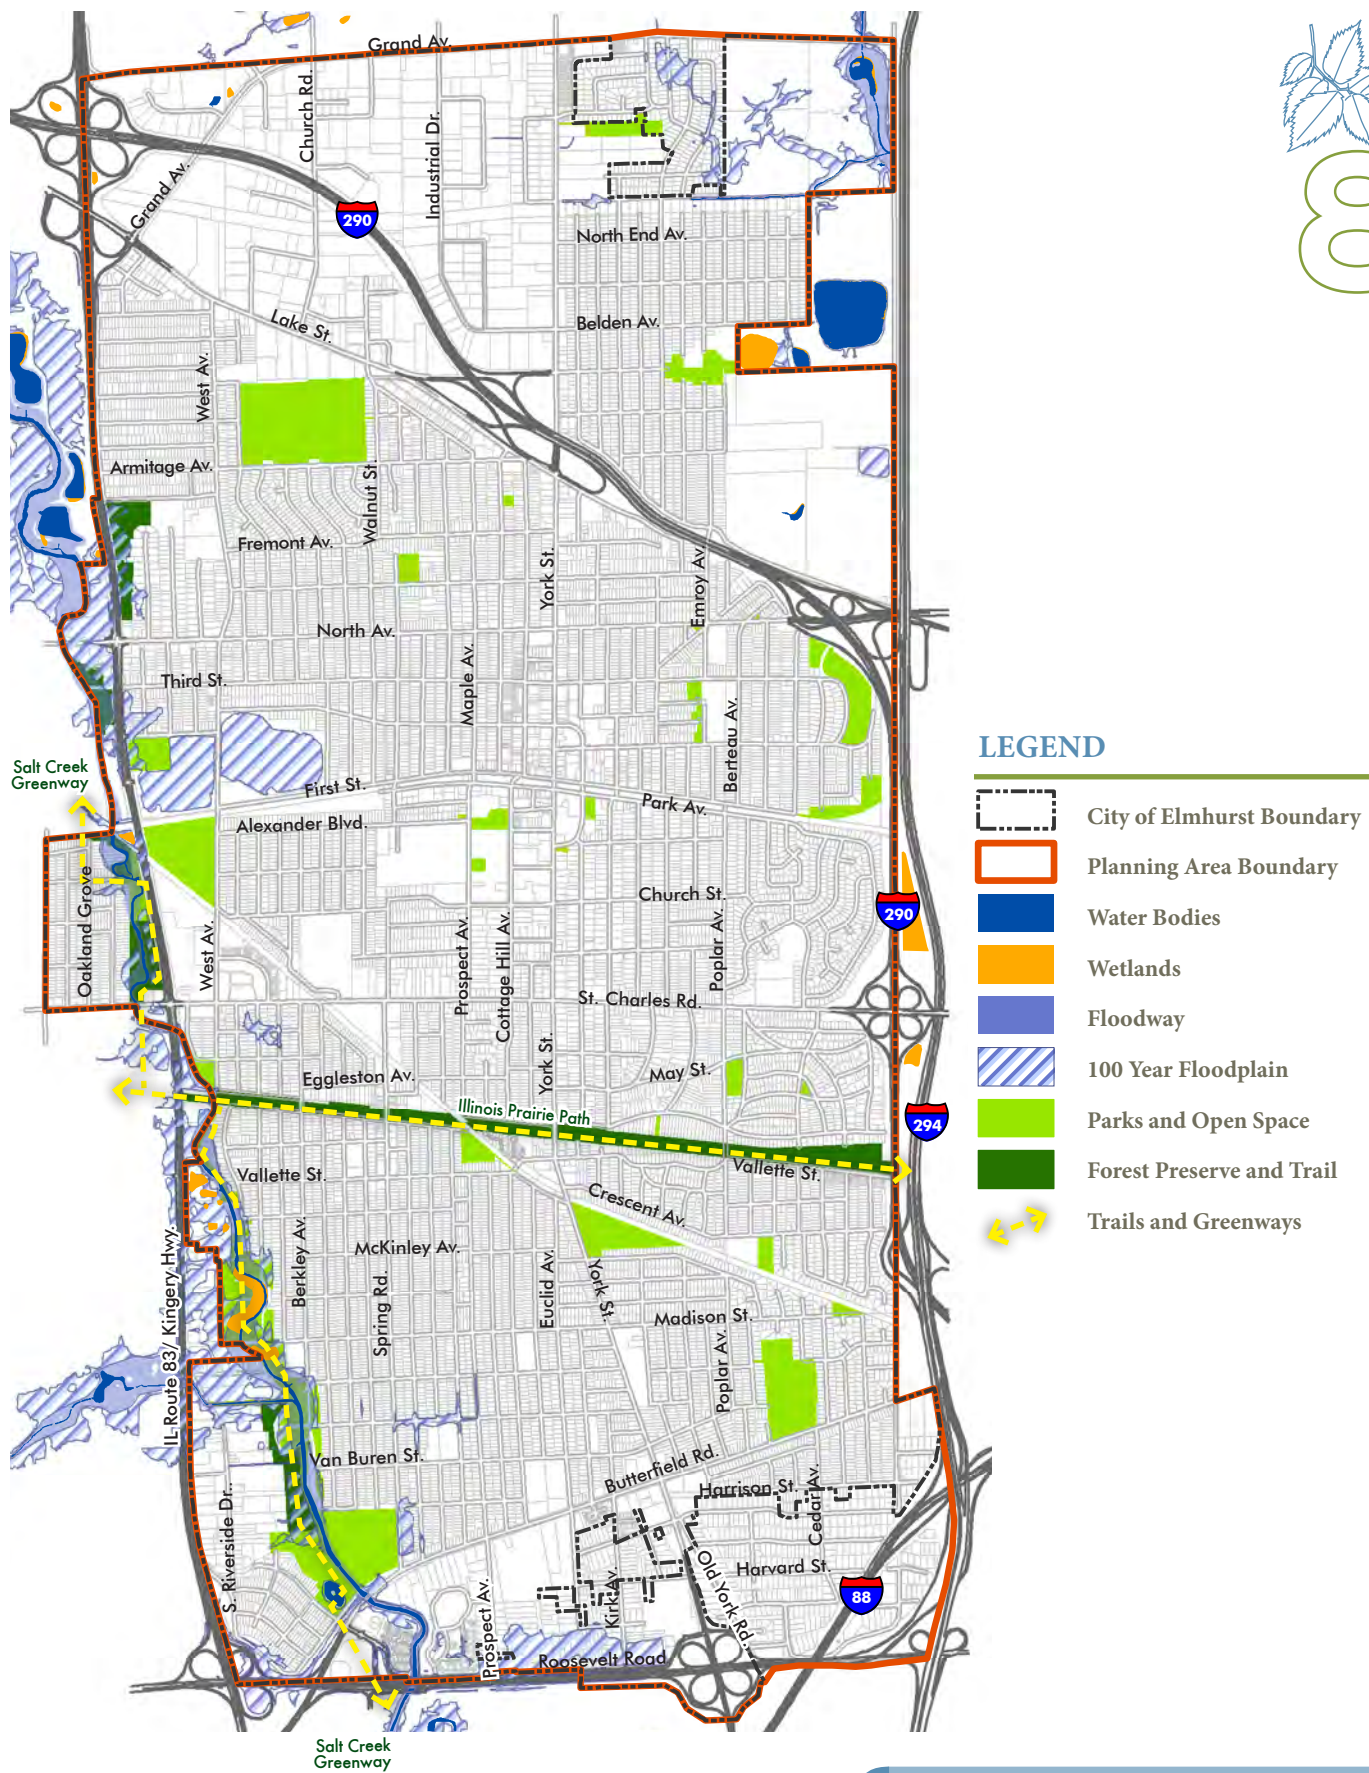 Grand Av.
Church Rd.
Industrial Dr.
Grand Av.
290
North End Av.
Lake St.
Belden Av.
West Av.
Armitage Av.
Walnut St.
Fremont Av.
York St.
Emroy Av.
North Av.
Maple Av.
Third St.
Berteau Av.
Salt Creek
Greenway
First St.
Park Av.
Alexander Blvd.
Oakland Grove
Church St.
290
West Av.
Prospect Av.
Cottage Hill Av.
Poplar Av.
St. Charles Rd.
York St.
May St.
Eggleston Av.
Illinois Prairie Path
294
Vallette St.
Vallette St.
Crescent Av.
IL Route 83/ Kingery Hwy.
Berkley Av.
McKinley Av.
Spring Rd.
Euclid Av.
York St.
Madison St.
Poplar Av.
Van Buren St.
Butterfield Rd.
Harrison St.
Cedar Av.
S. Riverside Dr..
Old York Rd.
Harvard St.
88
Kirk Av.
Prospect Av.
Roosevelt Road
Salt Creek
Greenway
8
LEGEND
City of Elmhurst Boundary
Planning Area Boundary
Water Bodies
Wetlands
Floodway
100 Year Floodplain
Parks and Open Space
Forest Preserve and Trail
Trails and Greenways